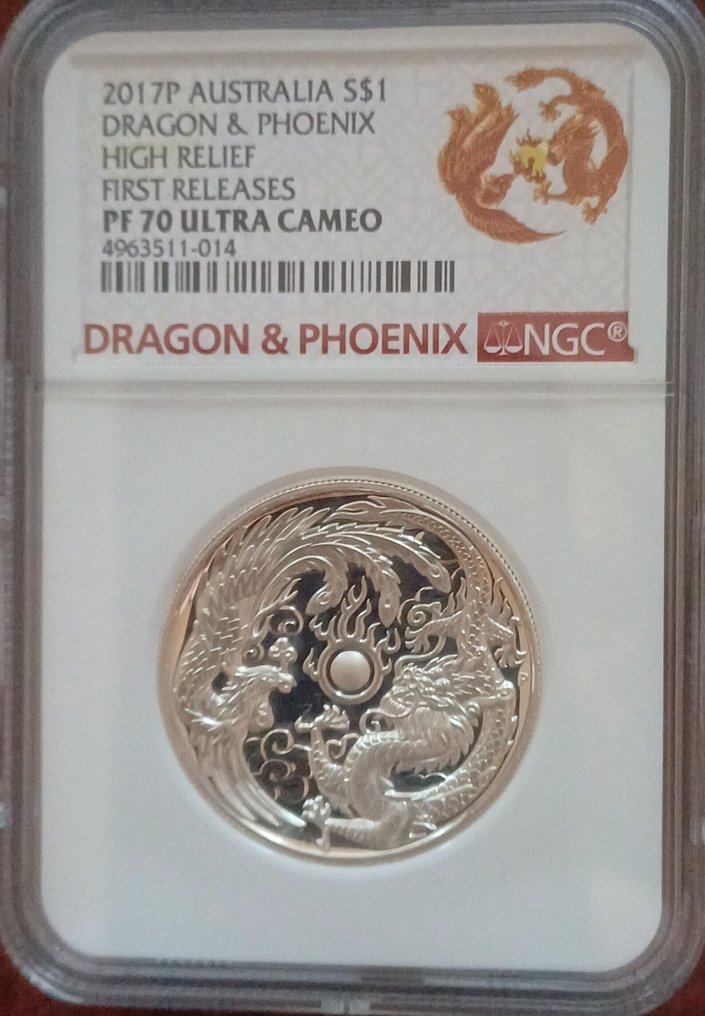 2017P AUSTRALIA S$1
DRAGON & PHOENIX
HIGH RELIEF
FIRST RELEASES
PF 70 ULTRA CAMEO
4963511-014
DRAGON & PHOENIX NGC®